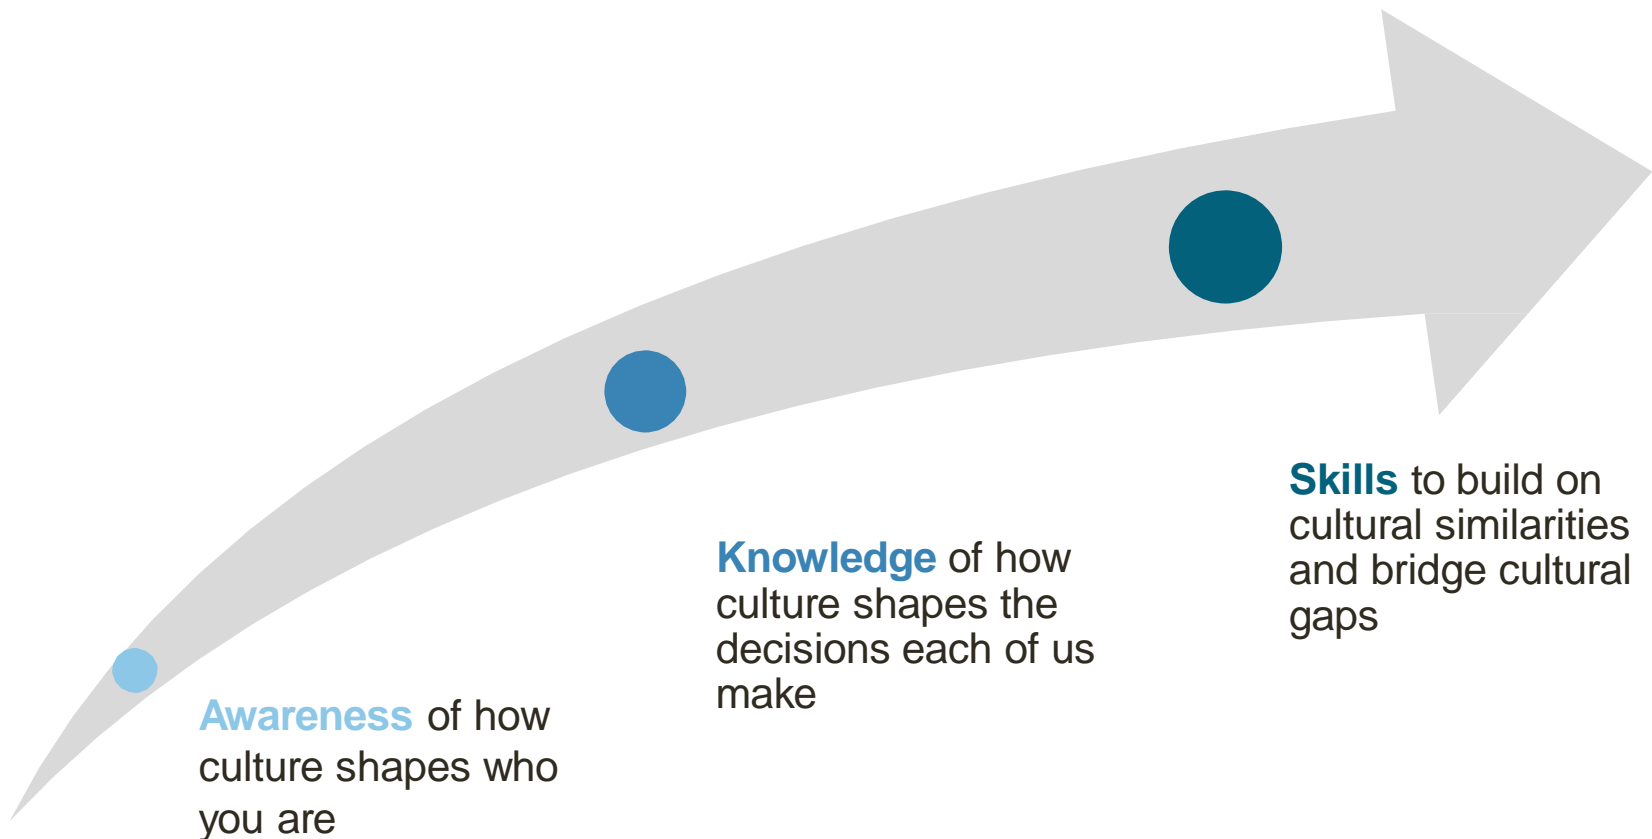 Awareness of how
culture shapes who
you are
Knowledge of how
culture shapes the
decisions each of us
make
Skills to build on
cultural similarities
and bridge cultural
gaps